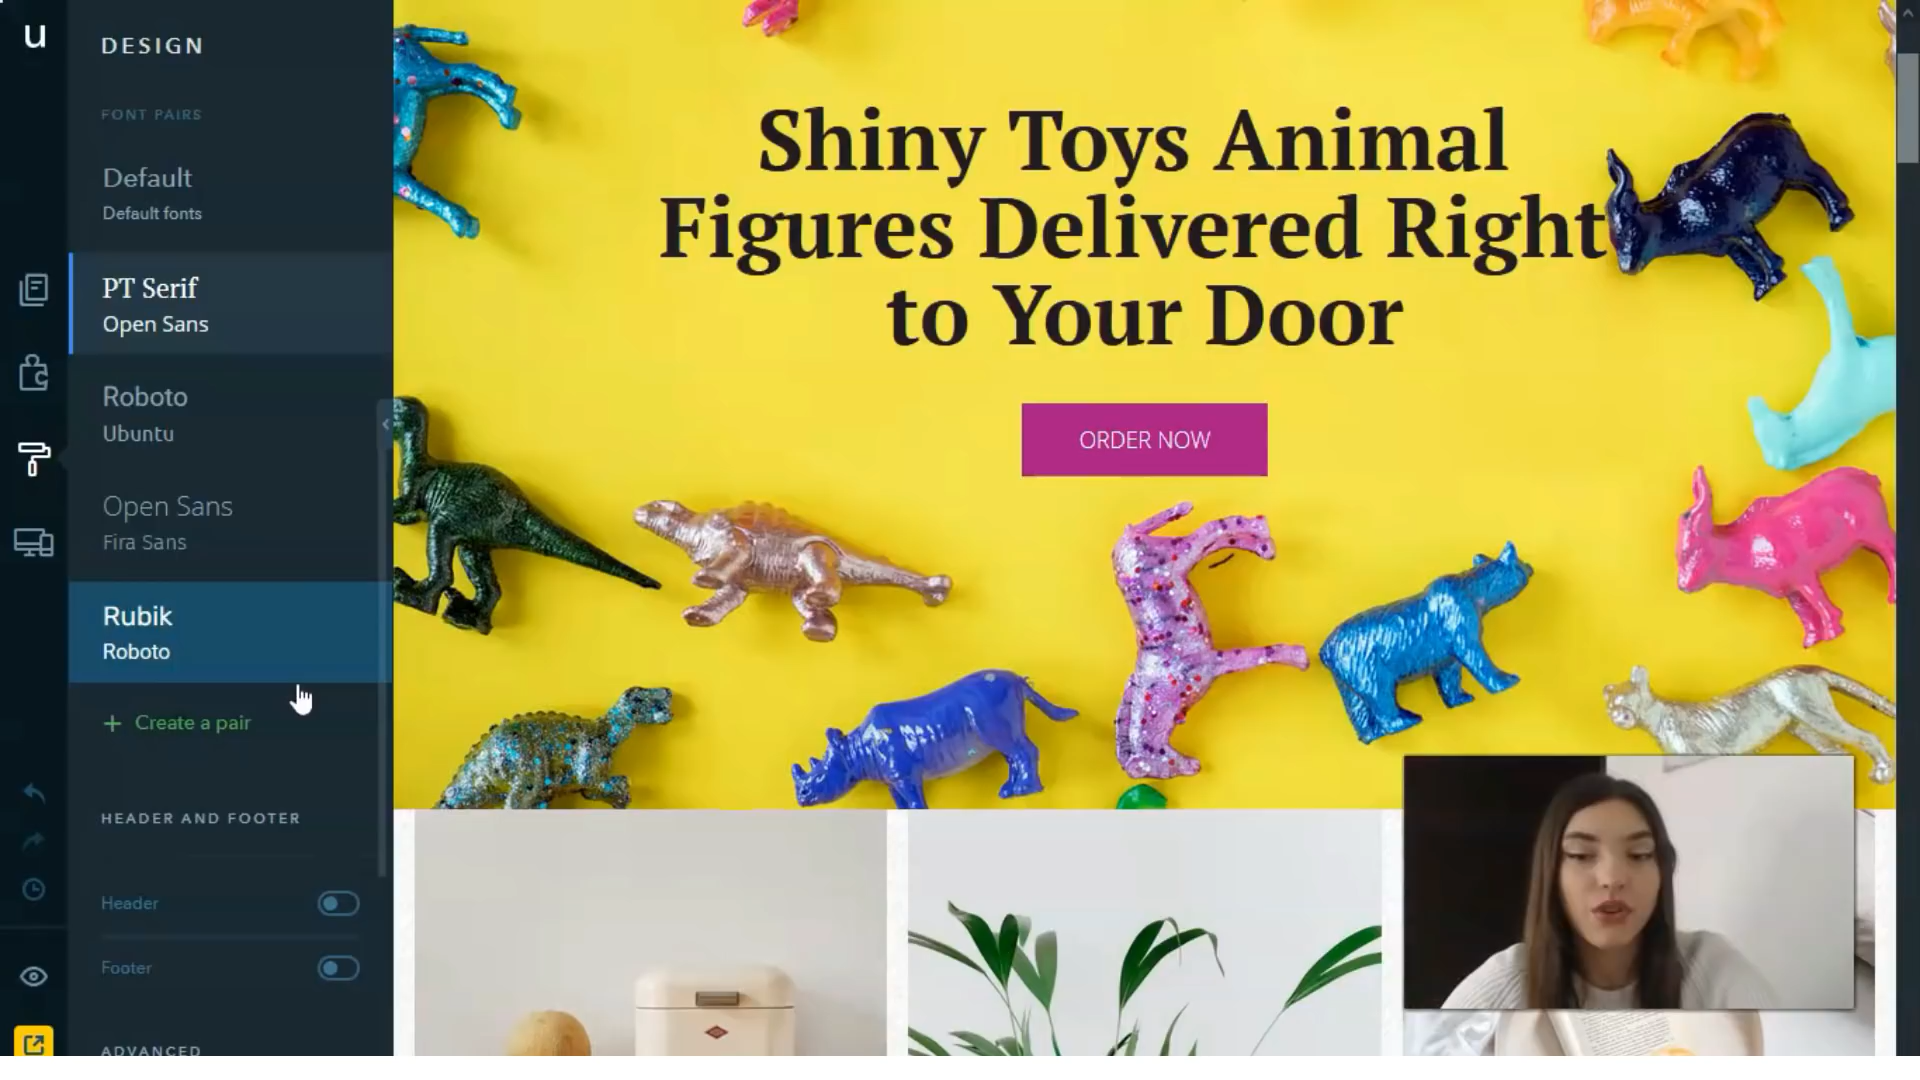 u
DESIGN
FONT PAIRS
Default
Default fonts
PT Serif
Open Sans
Roboto
Ubuntu
Open Sans
Fira Sans
Rubik
Roboto
+ Create a pair
HEADER AND FOOTER
Header
Footer
ADVANCED
Shiny Toys Animal
Figures Delivered Right
to Your Door
ORDER NOW